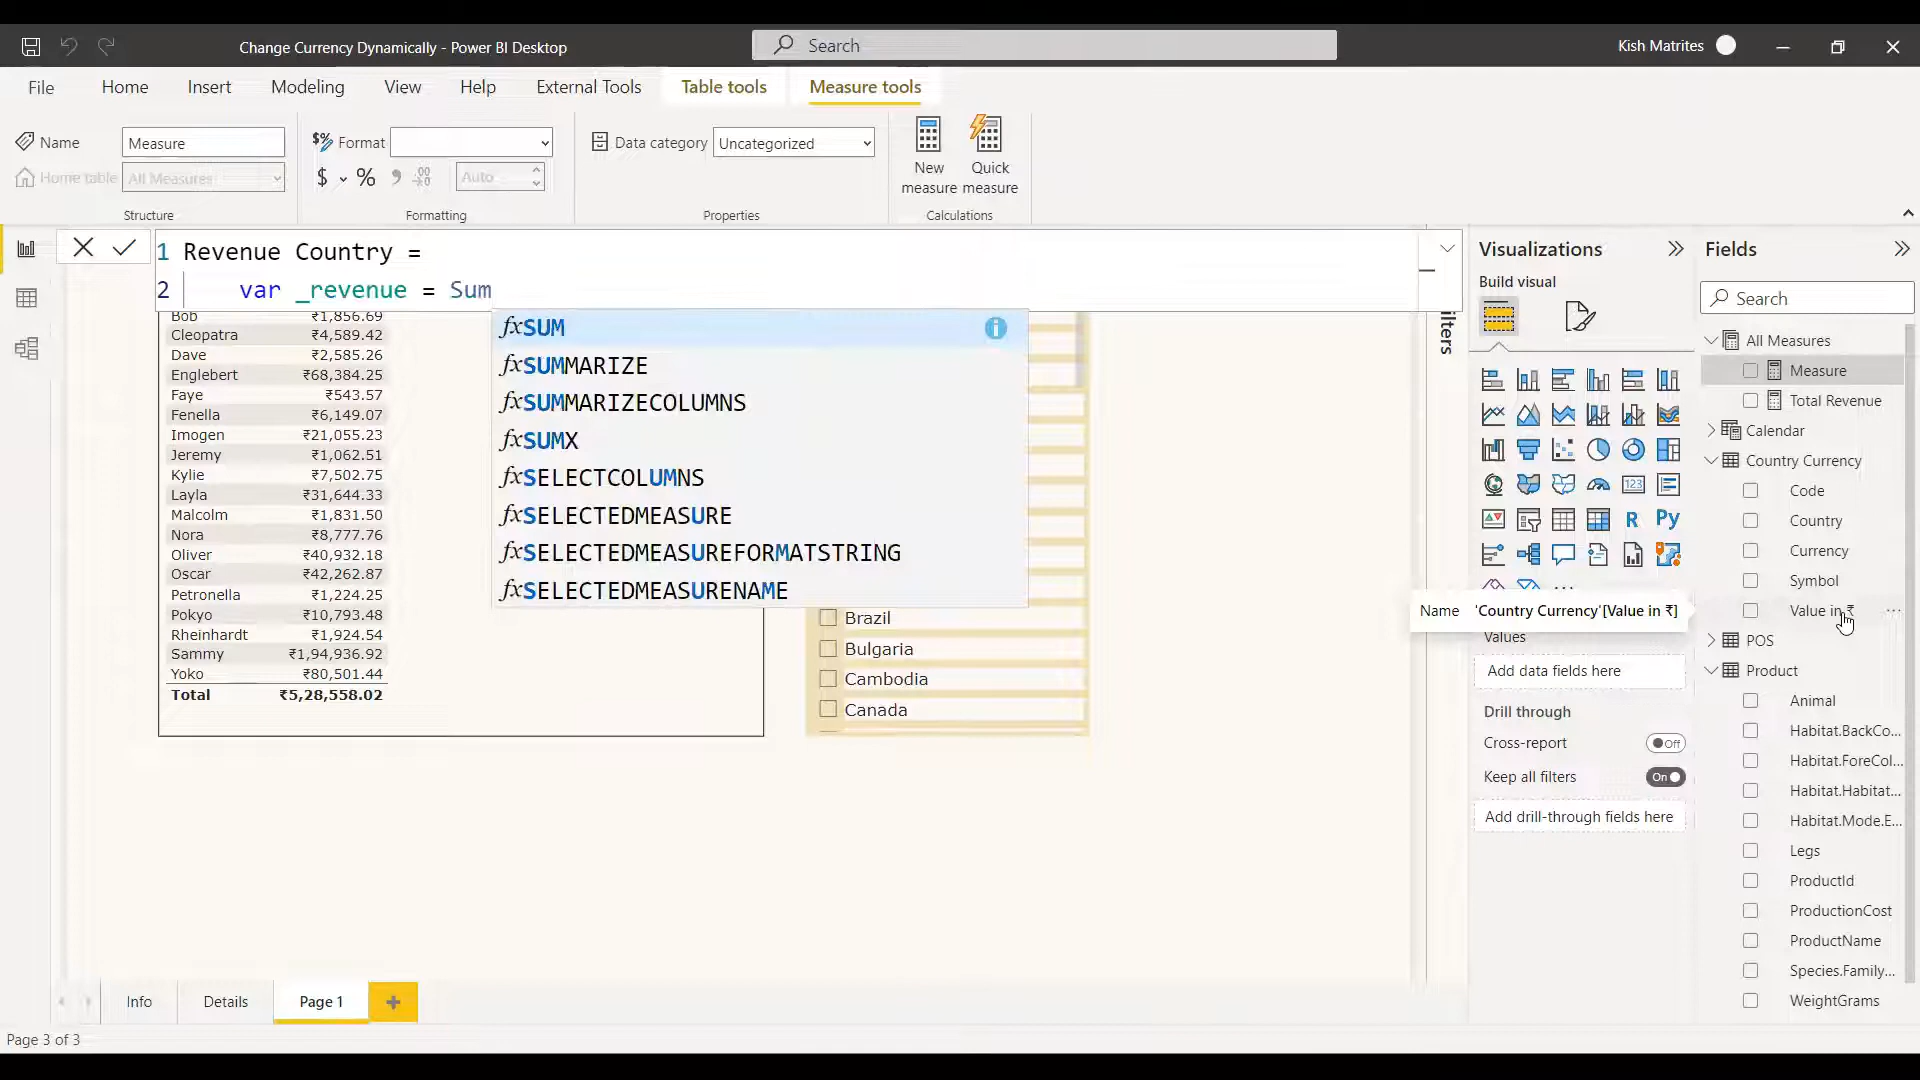 Change Currency Dynamically - Power BI Desktop
Search
Kish Matrites
File
Home
Insert
Modeling
View
Help
External Tools
Table tools
Measure tools
Name
Measure
Home table
All Measures
Structure
Format
$
%
Auto
Formatting
Data category
Uncategorized
Properties
New measure
Quick measure
Calculations
1 Revenue Country =
2 var _revenue = Sum
fx SUM
fx SUMMARIZE
fx SUMMARIZECOLUMNS
fx SUMX
fx SELECTCOLUMNS
fx SELECTEDMEASURE
fx SELECTEDMEASUREFORMATSTRING
fx SELECTEDMEASURENAME
Bob ₹1,856.69
Cleopatra ₹4,589.42
Dave ₹2,585.26
Englebert ₹68,384.25
Faye ₹543.57
Fenella ₹6,149.07
Imogen ₹21,055.23
Jeremy ₹1,062.51
Kylie ₹7,502.75
Layla ₹31,644.33
Malcolm ₹1,831.50
Nora ₹8,777.76
Oliver ₹40,932.18
Oscar ₹42,262.87
Petronella ₹1,224.25
Pokyo ₹10,793.48
Rheinhardt ₹1,924.54
Sammy ₹1,94,936.92
Yoko ₹80,501.44
Total ₹5,28,558.02
Brazil
Bulgaria
Cambodia
Canada
Filters
Visualizations
Build visual
123
R
Py
...
Name 'Country Currency'[Value in ₹]
Values
Add data fields here
Drill through
Cross-report
Off
Keep all filters
On
Add drill-through fields here
Fields
Search
All Measures
Measure
Total Revenue
Calendar
Country Currency
Code
Country
Currency
Symbol
Value in ₹
...
POS
Product
Animal
Habitat.BackCo...
Habitat.ForeCol...
Habitat.Habitat...
Habitat.Mode.E...
Legs
ProductId
ProductionCost
ProductName
Species.Family...
WeightGrams
Info
Details
Page 1
+
Page 3 of 3